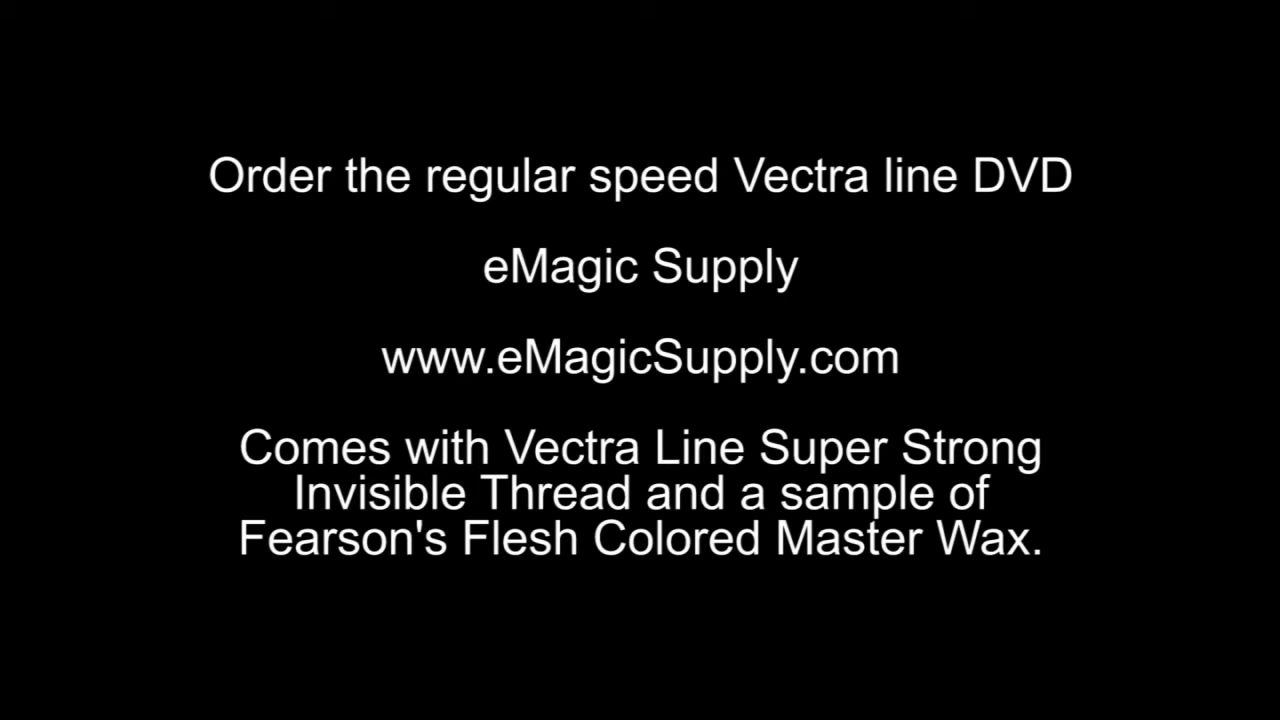 Order the regular speed Vectra line DVD
eMagic Supply
www.eMagicSupply.com
Comes with Vectra Line Super Strong
Invisible Thread and a sample of
Fearson's Flesh Colored Master Wax.